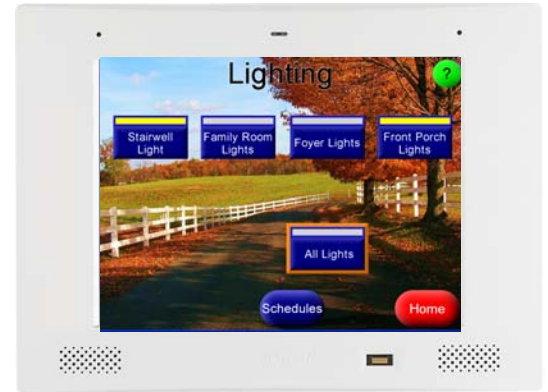 Lighting
?
Stairwell
Light
Family Room
Lights
Foyer Lights
Front Porch
Lights
All Lights
Schedules
Home